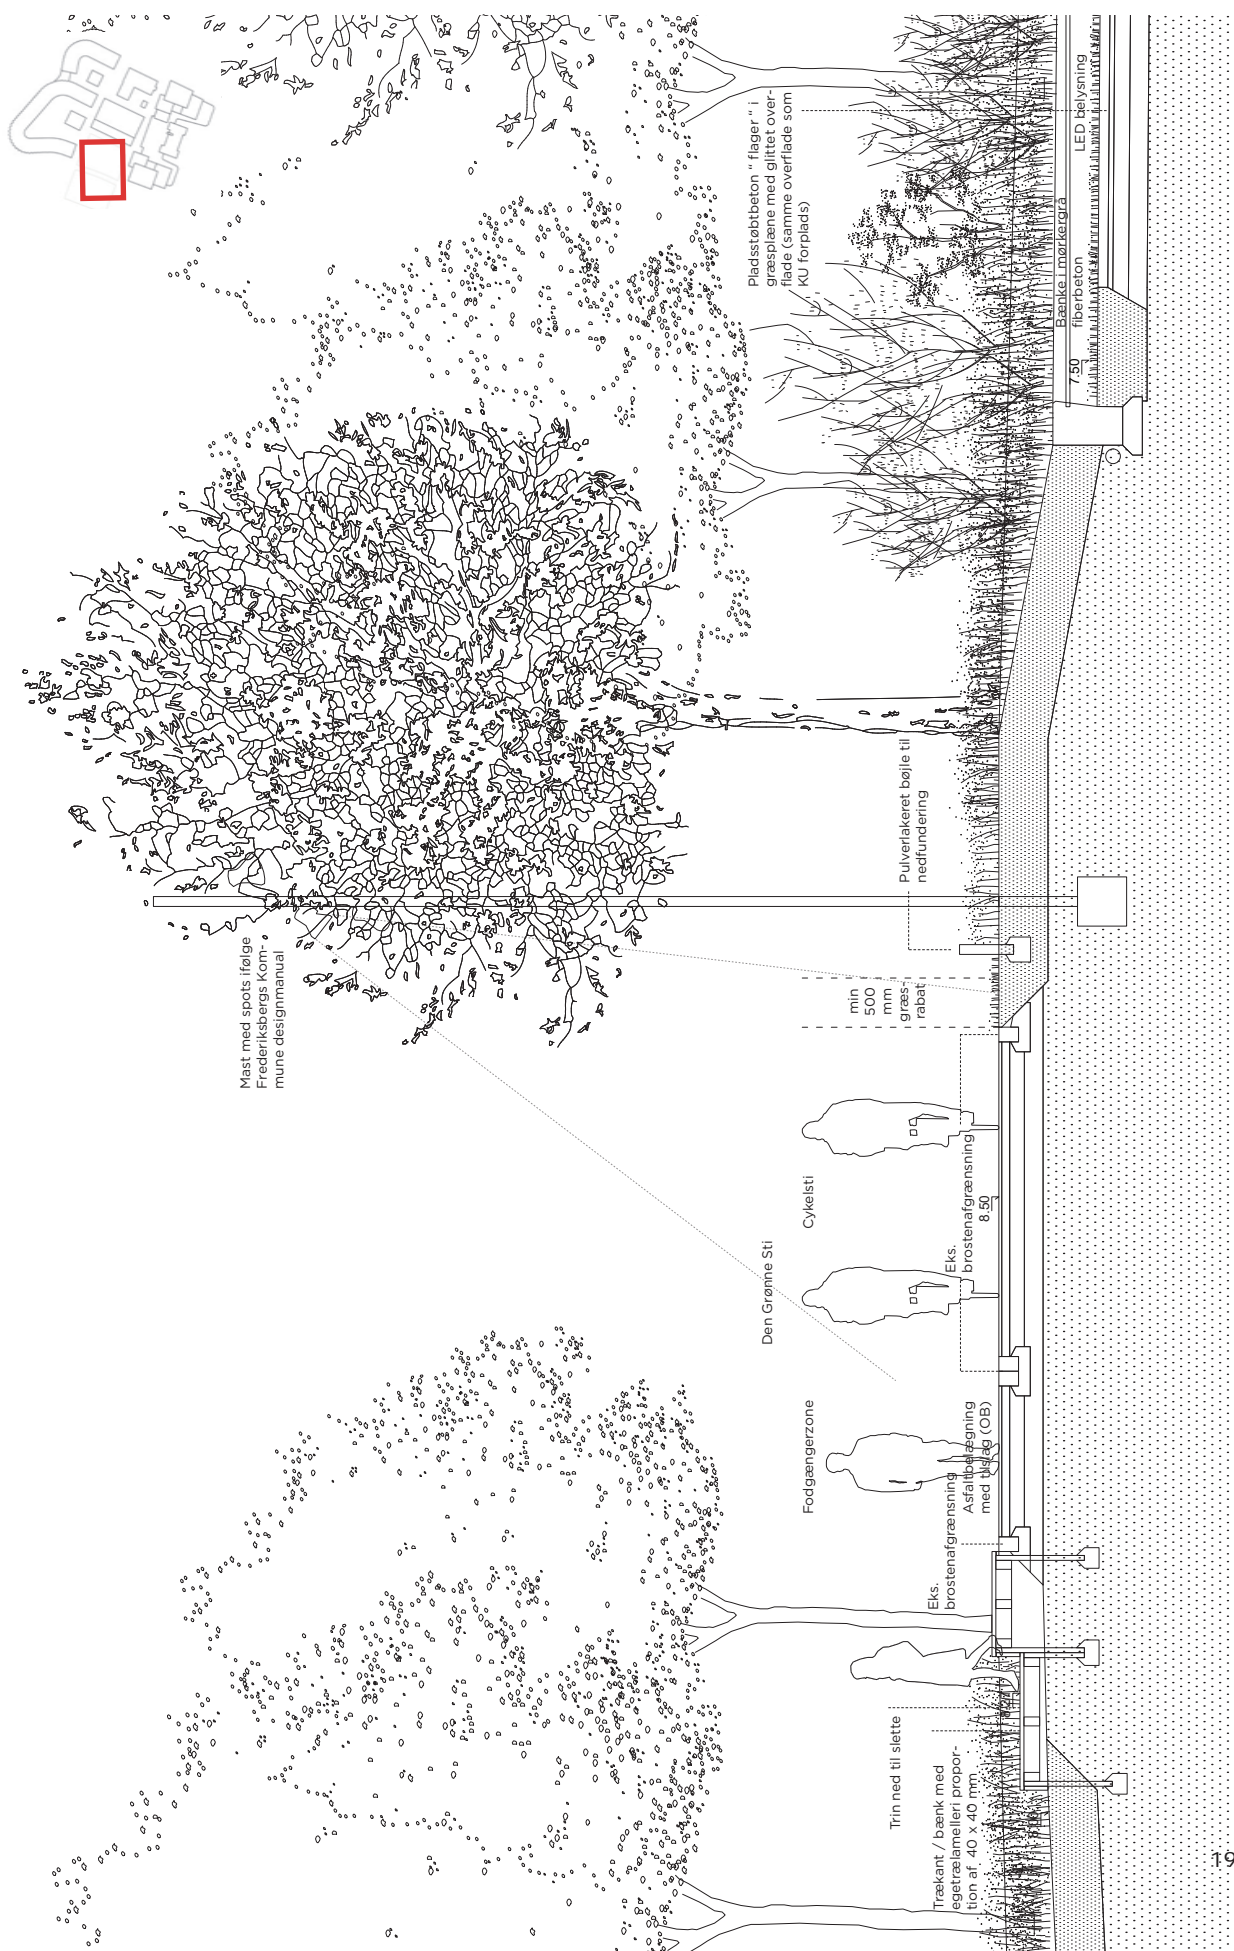 Mast med spots ifølge
Frederiksbergs Kom-
mune designmanual
Trækant / bænk med
egetrælamelleri propor-
tion af  40 x 40 mm
Trin ned til slette
Eks.
brostenafgrænsning
Asfaltbelægning
med tilslag (OB)
Fodgængerzone
Den Grønne Sti
Cykelsti
Eks.
brostenafgrænsning
8.50
min
500
mm
græs-
rabat
Pulverlakeret bøjle til
nedfundering
Pladsstøbtbeton " flager " i
græsplæne med glittet over-
flade (samme overflade som
KU forplads)
Bænke i mørkergrå
fiberbeton
7.50
LED belysning
19